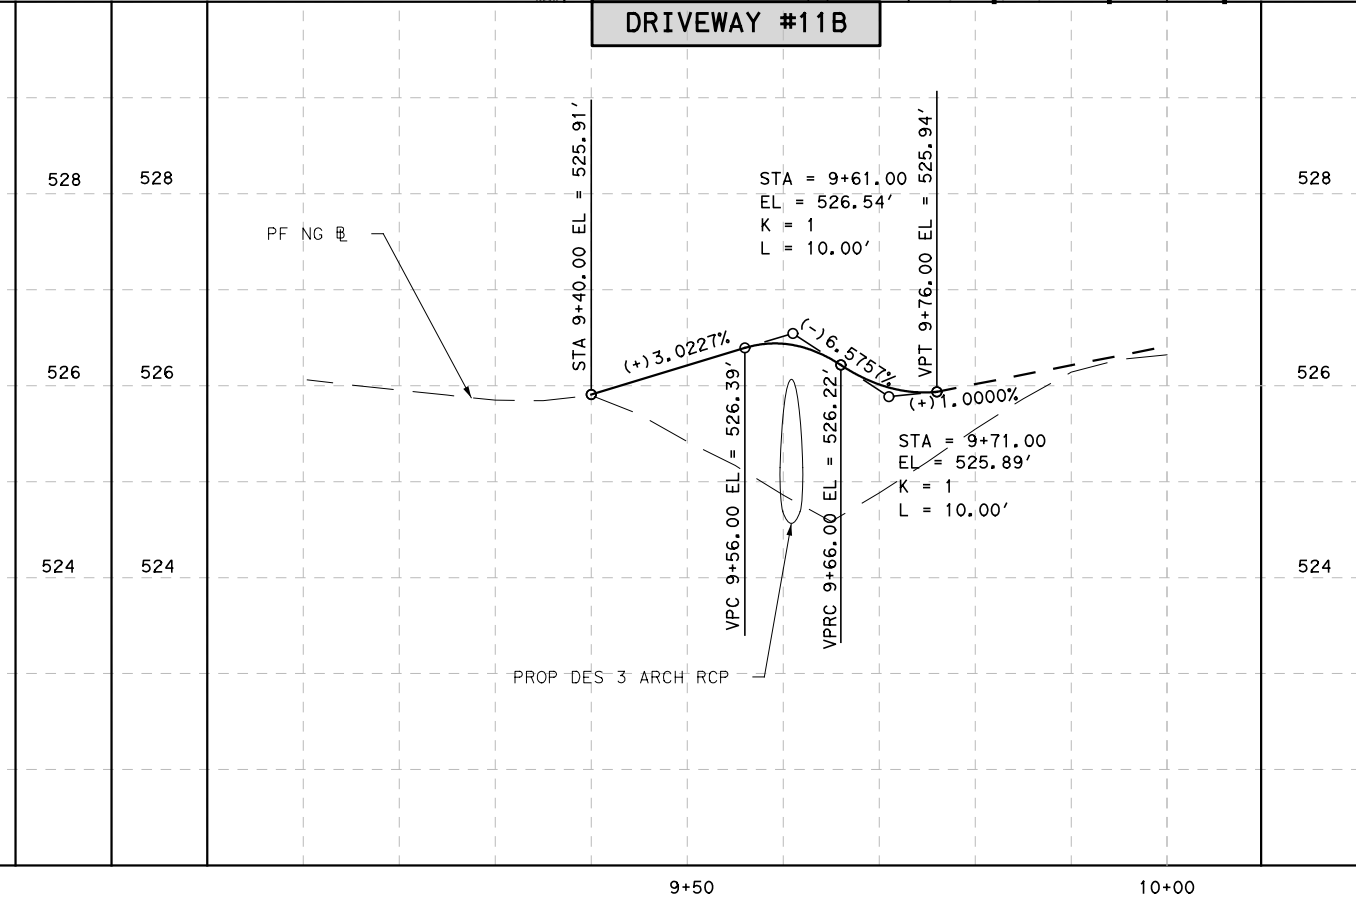 DRIVEWAY #11B
STA 9+40.00 EL = 525.91'
VPT 9+76.00 EL = 525.94'
STA = 9+61.00
EL = 526.54'
K = 1
L = 10.00'
528
528
528
PF NG BL
(+)3.0227%
(-)6.5757%
(+)1.0000%
526
526
526
VPC 9+56.00 EL = 526.39'
VPRC 9+66.00 EL = 526.22'
STA = 9+71.00
EL = 525.89'
K = 1
L = 10.00'
524
524
524
PROP DES 3 ARCH RCP
9+50
10+00